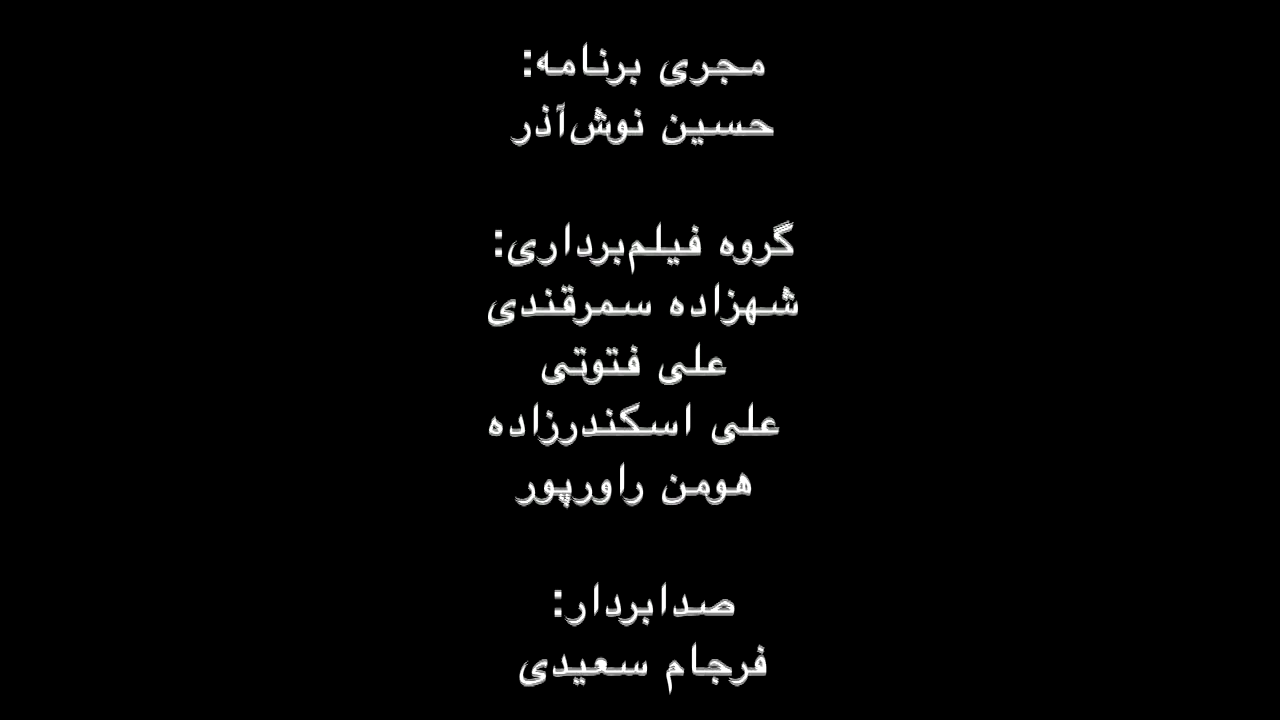 مجری برنامه:
حسین نوش‌آذر
گروه فیلم‌برداری:
شهزاده سمرقندی
علی فتوتی
علی اسکندرزاده
هومن راورپور
صدابردار:
فرجام سعیدی